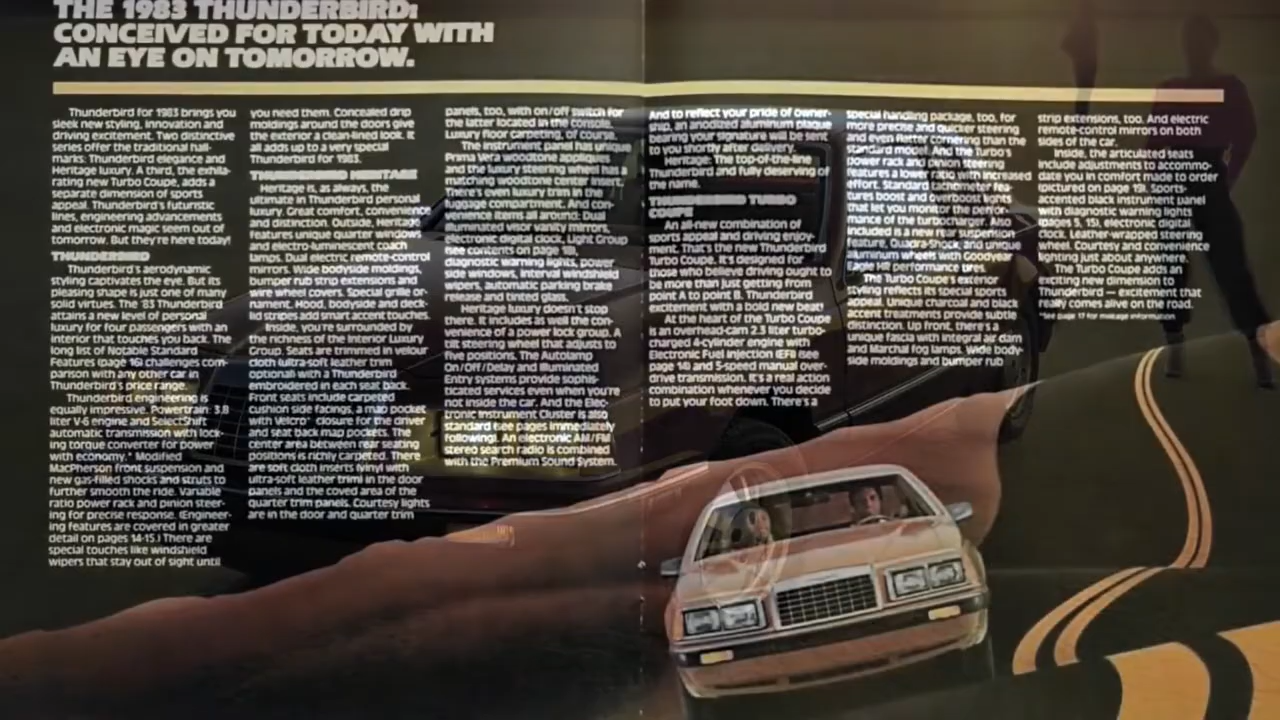 THE 1983 THUNDERBIRD:
CONCEIVED FOR TODAY WITH
AN EYE ON TOMORROW.
Thunderbird for 1983 brings you
sleek new styling, innovation and
driving excitement. Two distinctive
series offer the traditional hall-
marks: Thunderbird elegance and
Heritage luxury. A third, the exhila-
rating new Turbo Coupe, adds a
separate dimension of sports
appeal. Thunderbird's futuristic
lines, engineering advancements
and electronic magic seem out of
tomorrow. But they're here today!
THUNDERBIRD
Thunderbird's aerodynamic
styling captivates the eye. But its
pleasing shape is just one of many
solid virtues. The '83 Thunderbird
attains a new level of personal
luxury for four passengers with an
interior that touches you back. The
long list of Notable Standard
Features (page 16) challenges com-
parison with any other car in
Thunderbird's price range.
Thunderbird engineering is
equally impressive. Powertrain: 3.8
liter V-6 engine and SelectShift
automatic transmission with lock-
ing torque converter for power
with economy.* Modified
MacPherson front suspension and
new gas-filled shocks and struts to
further smooth the ride. Variable
ratio power rack and pinion steer-
ing for precise response. (Engineer-
ing features are covered in greater
detail on pages 14-15.) There are
special touches like windshield
wipers that stay out of sight until
you need them. Concealed drip
moldings around the doors give
the exterior a clean-lined look. It
all adds up to a very special
Thunderbird for 1983.
THUNDERBIRD HERITAGE
Heritage is, as always, the
ultimate in Thunderbird personal
luxury. Great comfort, convenience
and distinction. Outside, Heritage
features unique quarter windows
and electro-luminescent coach
lamps. Dual electric remote-control
mirrors. Wide bodyside moldings,
bumper rub strip extensions and
wire wheel covers. Special grille or-
nament. Hood, bodyside and deck-
lid stripes add smart accent touches.
Inside, you're surrounded by
the richness of the Interior Luxury
Group. Seats are trimmed in velour
cloth (ultra-soft leather trim
optional) with a Thunderbird
embroidered in each seat back.
Front seats include carpeted
cushion side facings, a map pocket
with Velcro® closure for the driver
and seat back map pockets. The
center area between rear seating
positions is richly carpeted. There
are soft cloth inserts (vinyl with
ultra-soft leather trim) in the door
panels and the coved area of the
quarter trim panels. Courtesy lights
are in the door and quarter trim
panels, too, with on/off switch for
the latter located in the console.
Luxury floor carpeting, of course.
The instrument panel has unique
Prima Vera woodtone appliques
and the luxury steering wheel has a
matching woodtone center insert.
There's even luxury trim in the
luggage compartment. And con-
venience items all around: Dual
illuminated visor vanity mirrors,
electronic digital clock, Light Group
(see contents on page 18),
diagnostic warning lights, power
side windows, interval windshield
wipers, automatic parking brake
release and tinted glass.
Heritage luxury doesn't stop
there. It includes as well the con-
venience of a power lock group. A
tilt steering wheel that adjusts to
five positions. The Autolamp
On/Off/Delay and Illuminated
Entry systems provide sophis-
ticated services even when you're
not inside the car. And the Elec-
tronic Instrument Cluster is also
standard (see pages immediately
following). An electronic AM/FM
stereo search radio is combined
with the Premium Sound System.
And to reflect your pride of owner-
ship, an anodized aluminum plaque
bearing your signature will be sent
to you shortly after delivery.
Heritage: The top-of-the-line
Thunderbird and fully deserving of
the name.
THUNDERBIRD TURBO
COUPE
An all-new combination of
sports appeal and driving enjoy-
ment. That's the new Thunderbird
Turbo Coupe. It's designed for
those who believe driving ought to
be more than just getting from
point A to point B. Thunderbird
excitement with a bold new beat!
At the heart of the Turbo Coupe
is an overhead-cam 2.3 liter turbo-
charged 4-cylinder engine with
Electronic Fuel Injection (EFI) (see
page 14) and 5-speed manual over-
drive transmission. It's a real action
combination whenever you decide
to put your foot down. There's a
special handling package, too, for
more precise and quicker steering
and even flatter cornering than the
standard model. And the Turbo's
power rack and pinion steering
features a lower ratio with increased
effort. Standard tachometer fea-
tures boost and overboost lights
that let you monitor the perfor-
mance of the turbocharger. Also
included is a new rear suspension
feature, Quadra-Shock, and unique
aluminum wheels with Goodyear
Eagle HR performance tires.
The Turbo Coupe's exterior
styling reflects its special sports
appeal. Unique charcoal and black
accent treatments provide subtle
distinction. Up front, there's a
unique fascia with integral air dam
and Marchal fog lamps. Wide body-
side moldings and bumper rub
strip extensions, too. And electric
remote-control mirrors on both
sides of the car.
Inside, the articulated seats
include adjustments to accommo-
date you in comfort made to order
(pictured on page 19). Sports-
accented black instrument panel
with diagnostic warning lights
(pages 5, 15), electronic digital
clock. Leather-wrapped steering
wheel. Courtesy and convenience
lighting just about anywhere.
The Turbo Coupe adds an
exciting new dimension to
Thunderbird — excitement that
really comes alive on the road.
*See page 17 for mileage information.